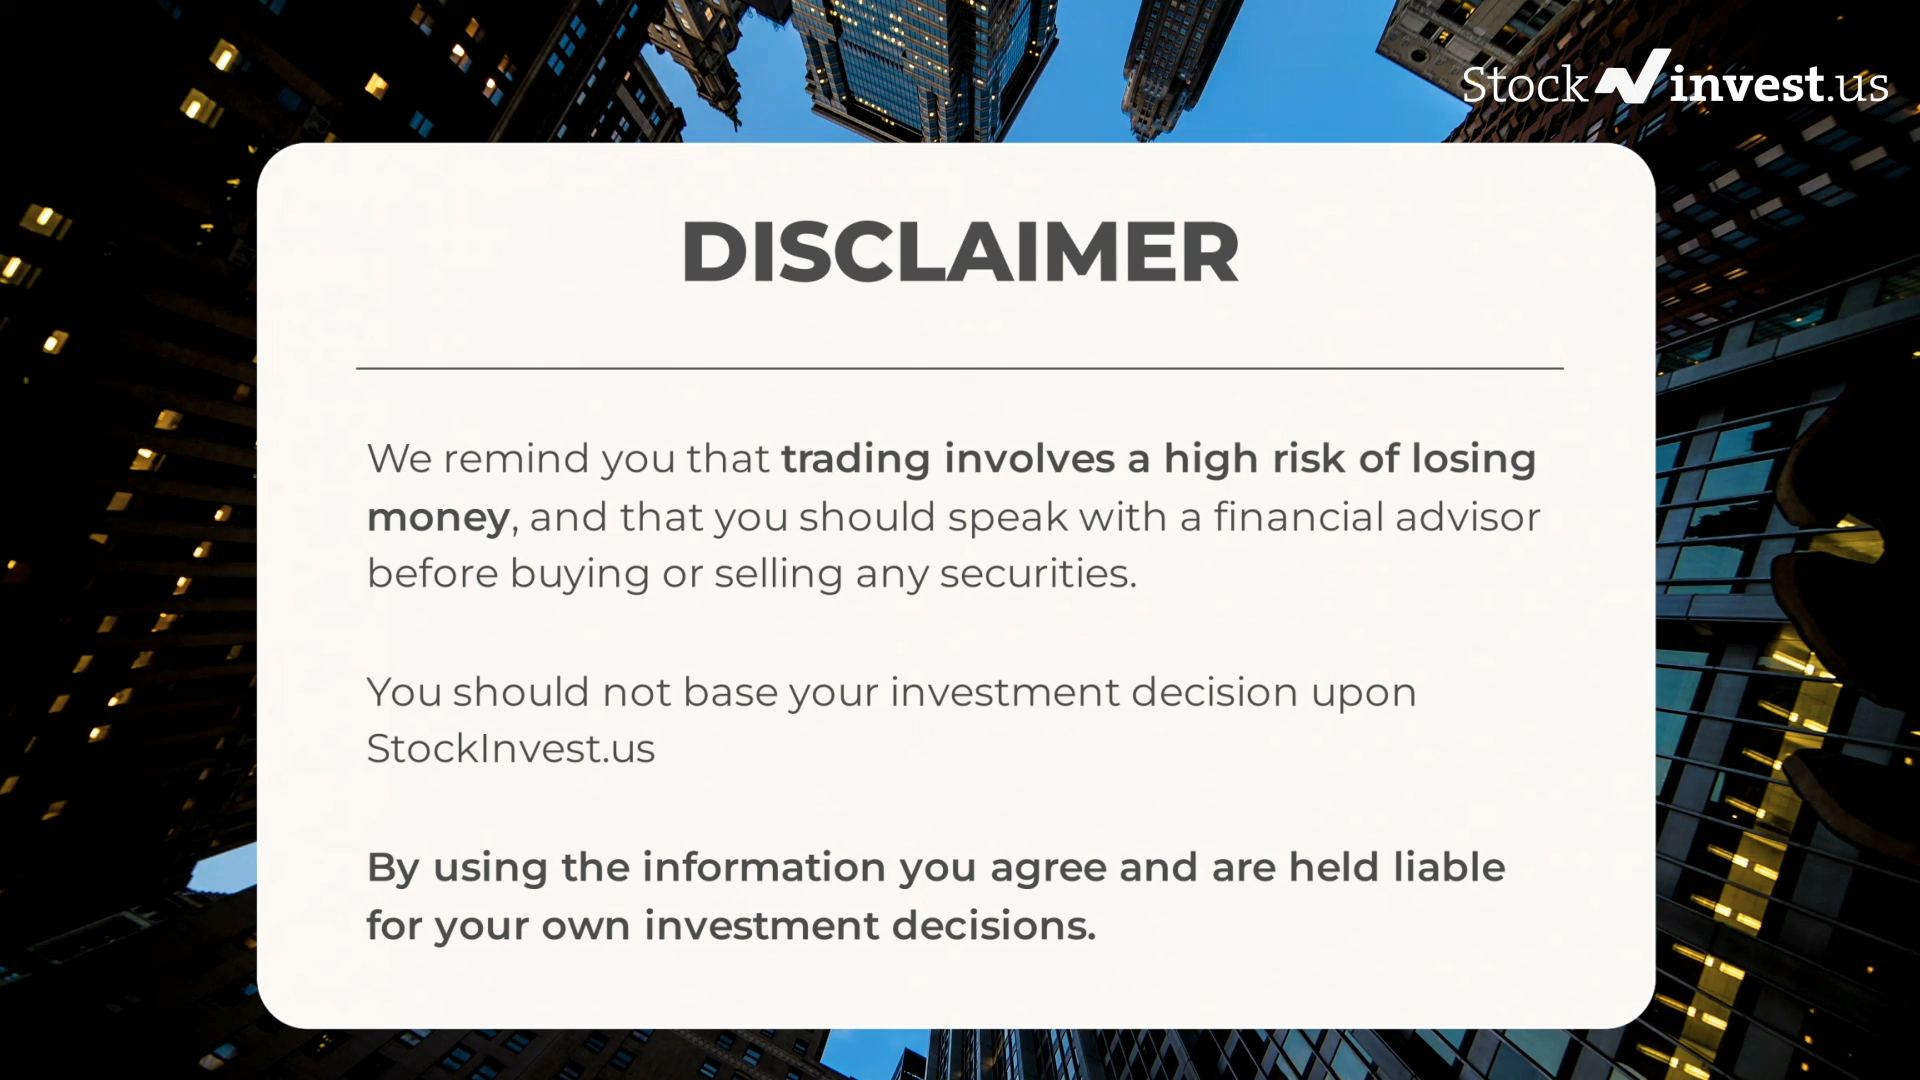 Stock invest.us
DISCLAIMER
We remind you that trading involves a high risk of losing
money, and that you should speak with a financial advisor
before buying or selling any securities.
You should not base your investment decision upon
StockInvest.us
By using the information you agree and are held liable
for your own investment decisions.